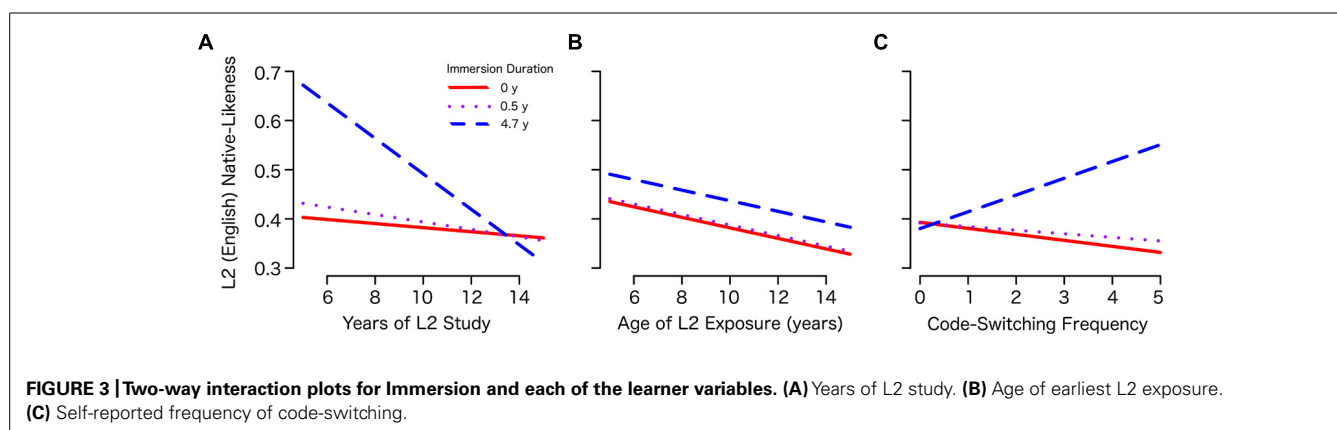 A
B
C
L2 (English) Native-Likeness
0.7
0.6
0.5
0.4
0.3
Immersion Duration
0 y
0.5 y
4.7 y
6 8 10 12 14
Years of L2 Study
6 8 10 12 14
Age of L2 Exposure (years)
0 1 2 3 4 5
Code-Switching Frequency
FIGURE 3 | Two-way interaction plots for Immersion and each of the learner variables. (A) Years of L2 study. (B) Age of earliest L2 exposure.
(C) Self-reported frequency of code-switching.